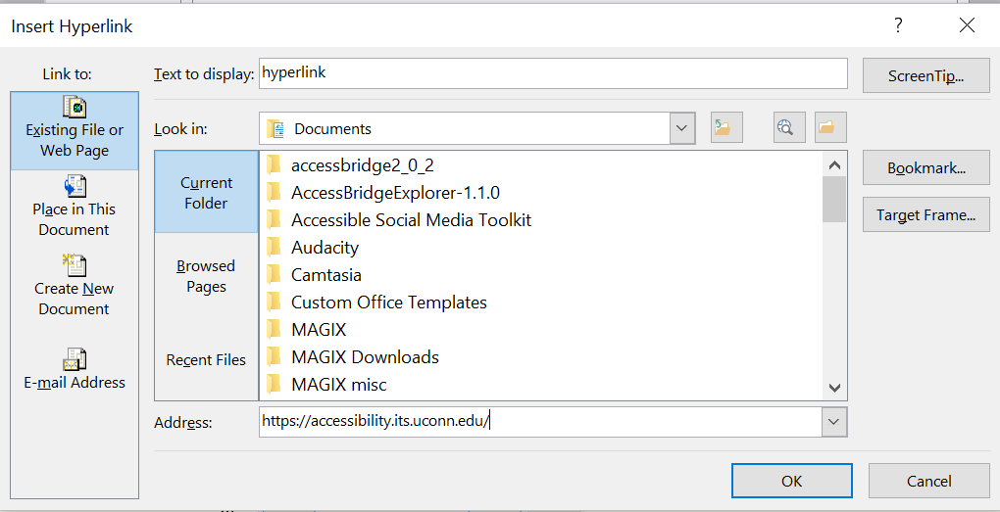 Insert Hyperlink
?
Link to:
Text to display:
hyperlink
ScreenTip...
Existing File or
Web Page
Look in:
Documents
Place in This
Document
Create New
Document
E-mail Address
Current
Folder
Browsed
Pages
Recent Files
accessbridge2_0_2
AccessBridgeExplorer-1.1.0
Accessible Social Media Toolkit
Audacity
Camtasia
Custom Office Templates
MAGIX
MAGIX Downloads
MAGIX misc
Bookmark...
Target Frame...
Address:
https://accessibility.its.uconn.edu/
OK
Cancel